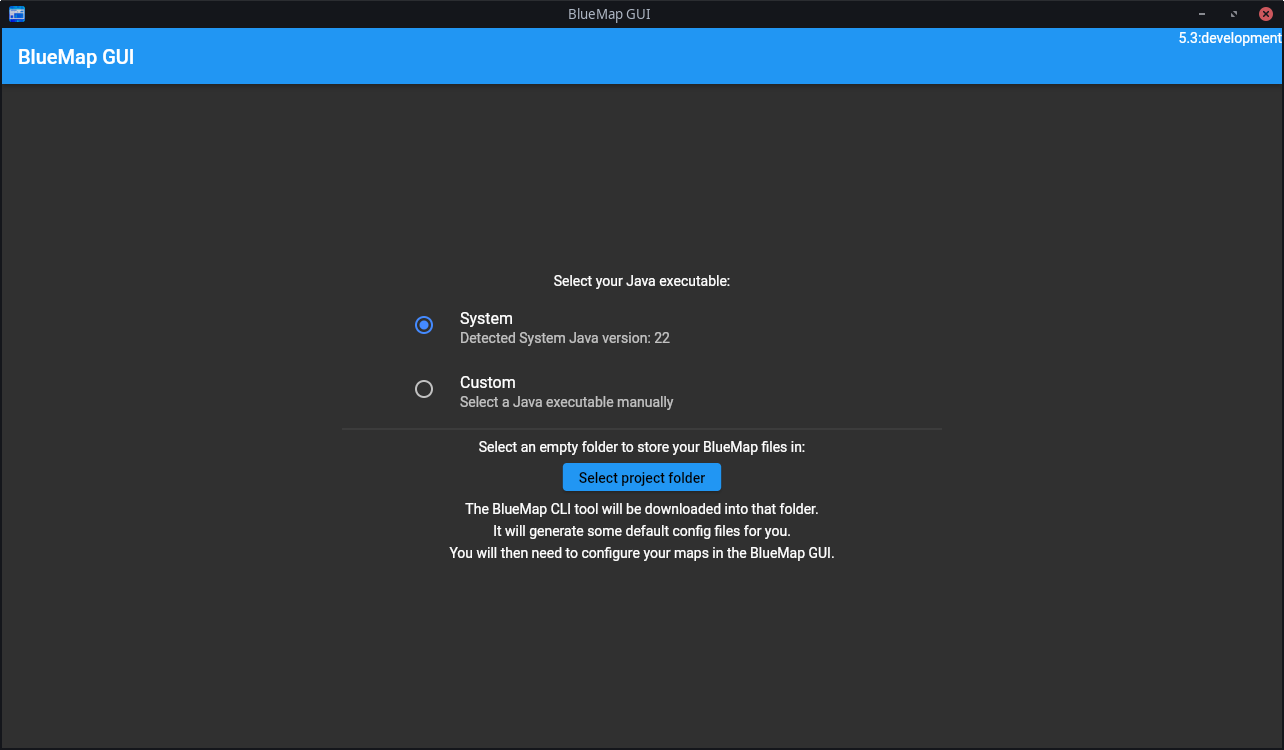 BlueMap GUI
5.3:development
BlueMap GUI
Select your Java executable:
System
Detected System Java version: 22
Custom
Select a Java executable manually
Select an empty folder to store your BlueMap files in:
Select project folder
The BlueMap CLI tool will be downloaded into that folder.
It will generate some default config files for you.
You will then need to configure your maps in the BlueMap GUI.